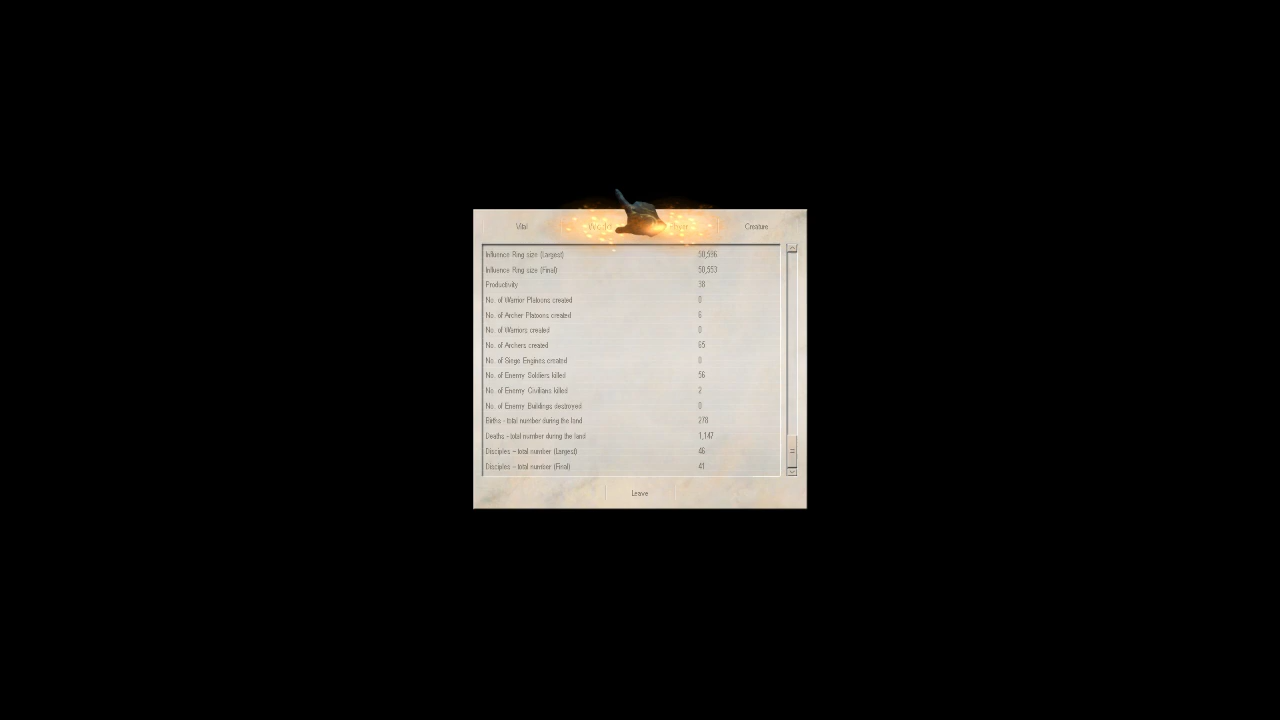 Vital World Creature
Influence Ring size (Largest)
Influence Ring size (Final) 50,553
Productivity 38
No. of Warrior Platoons created 0
No. of Archer Platoons created 6
No. of Warriors created 0
No. of Archers created 65
No. of Siege Engines created 0
No. of Enemy Soldiers killed 56
No. of Enemy Civilians killed 2
No. of Enemy Buildings destroyed 0
Births - total number during the land 278
Deaths - total number during the land 1,147
Disciples - total number (Largest) 46
Disciples - total number (Final) 41
Leave